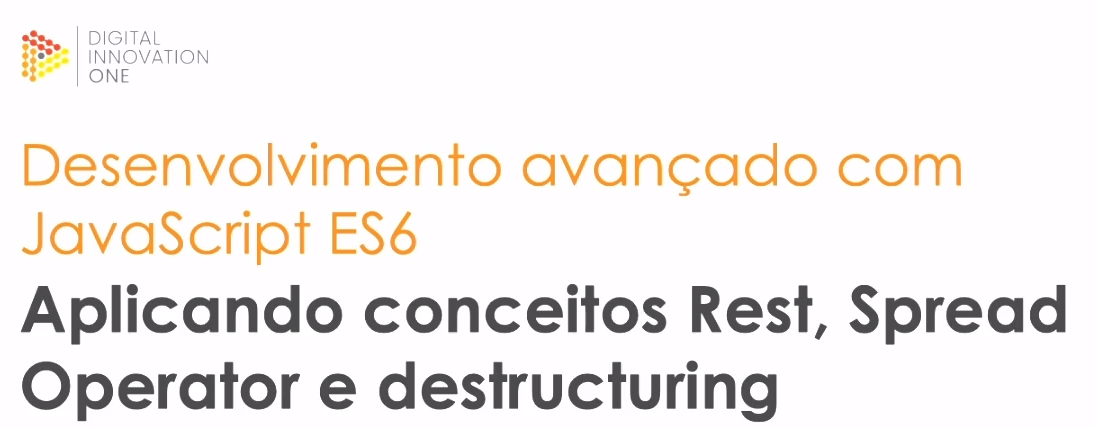 DIGITAL
INNOVATION
ONE
Desenvolvimento avançado com
JavaScript ES6
Aplicando conceitos Rest, Spread
Operator e destructuring